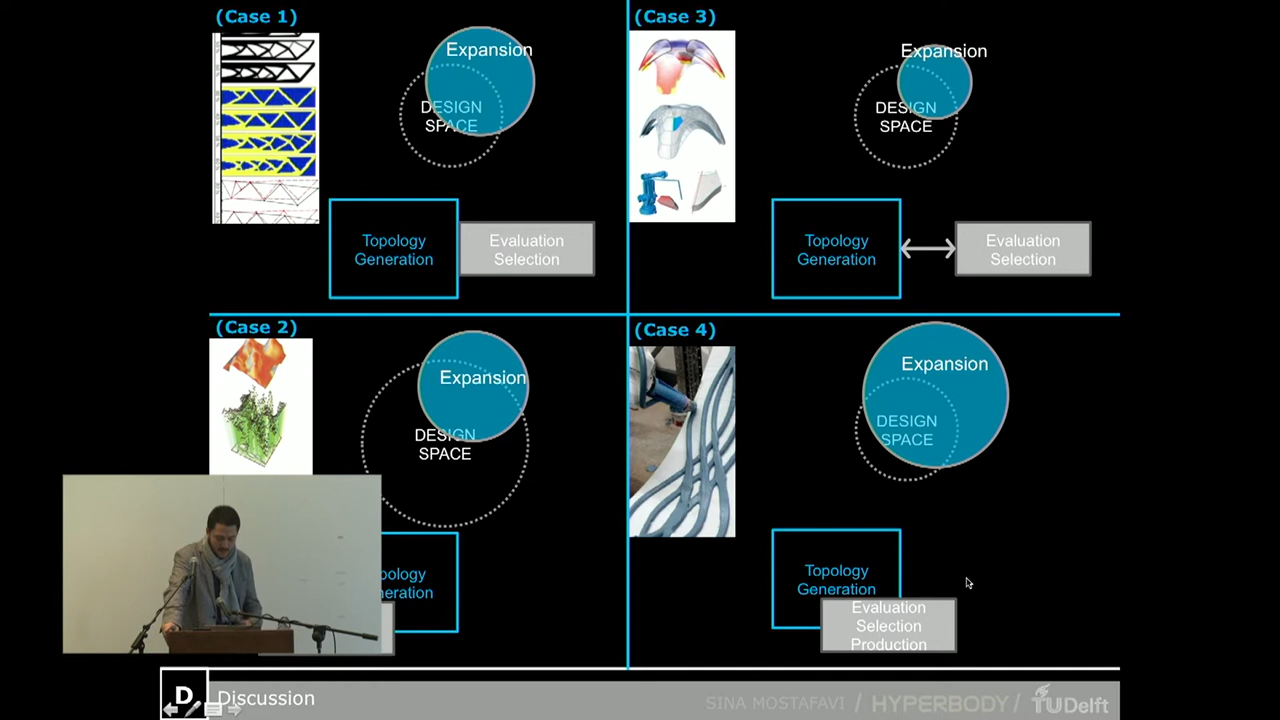 (Case 1)
Expansion
DESIGN
SPACE
Topology
Generation
Evaluation
Selection
(Case 3)
Expansion
DESIGN
SPACE
Topology
Generation
Evaluation
Selection
(Case 2)
Expansion
DESIGN
SPACE
pology
eration
(Case 4)
Expansion
DESIGN
SPACE
Topology
Generation
Evaluation
Selection
Production
D
Discussion
SINA MOSTAFAVI / HYPERBODY / TUDelft